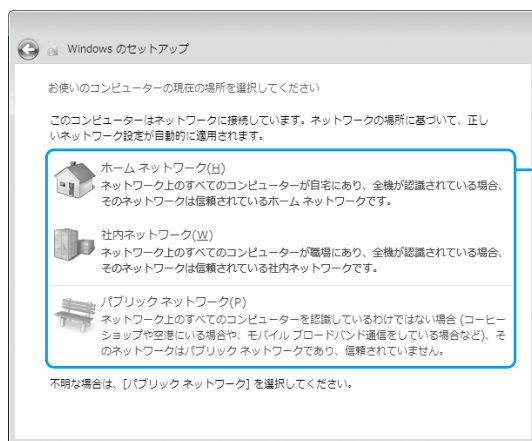 Windows のセットアップ
お使いのコンピューターの現在の場所を選択してください
このコンピューターはネットワークに接続しています。ネットワークの場所に基づいて、正し
いネットワーク設定が自動的に適用されます。
ホーム ネットワーク(H)
ネットワーク上のすべてのコンピューターが自宅にあり、全機が認識されている場合、
そのネットワークは信頼されているホーム ネットワークです。
社内ネットワーク(W)
ネットワーク上のすべてのコンピューターが職場にあり、全機が認識されている場合、
そのネットワークは信頼されている社内ネットワークです。
パブリック ネットワーク(P)
ネットワーク上のすべてのコンピューターを認識しているわけではない場合 (コーヒー
ショップや空港にいる場合や、モバイル ブロードバンド通信をしている場合など)、そ
のネットワークはパブリック ネットワークであり、信頼されていません。
不明な場合は、[パブリック ネットワーク] を選択してください。